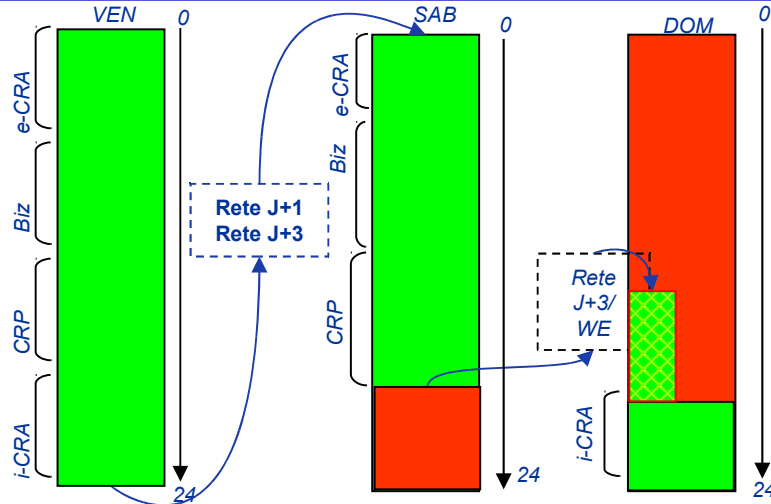 VEN
0
e-CRA
Biz
CRP
i-CRA
24
Rete J+1
Rete J+3
SAB
0
e-CRA
Biz
CRP
24
Rete
J+3/
WE
DOM
0
i-CRA
24